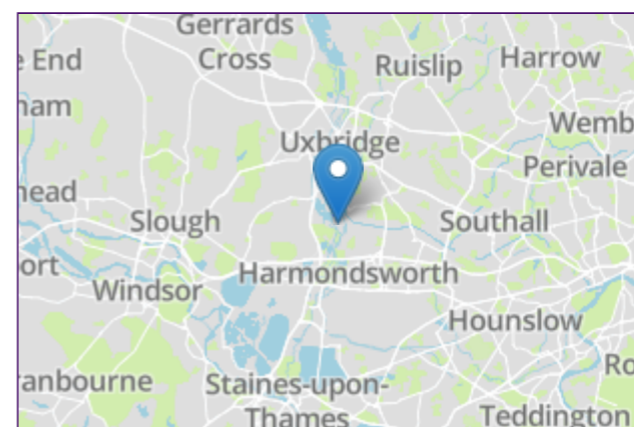 Gerrards
Cross
e End
Ruislip
Harrow
ham
Wemb
Uxbridge
Perivale
head
Slough
Southall
ort
Harmondsworth
Windsor
Hounslow
Ro
ranbourne
Staines-upon-
Thames
Teddington